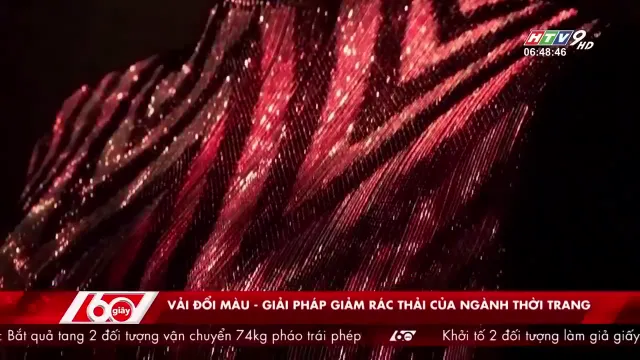 HTV9 HD
06:48:46
60 giây
VẢI ĐỔI MÀU - GIẢI PHÁP GIẢM RÁC THẢI CỦA NGÀNH THỜI TRANG
: Bắt quả tang 2 đối tượng vận chuyển 74kg pháo trái phép 60 Khởi tố 2 đối tượng làm giả giấy